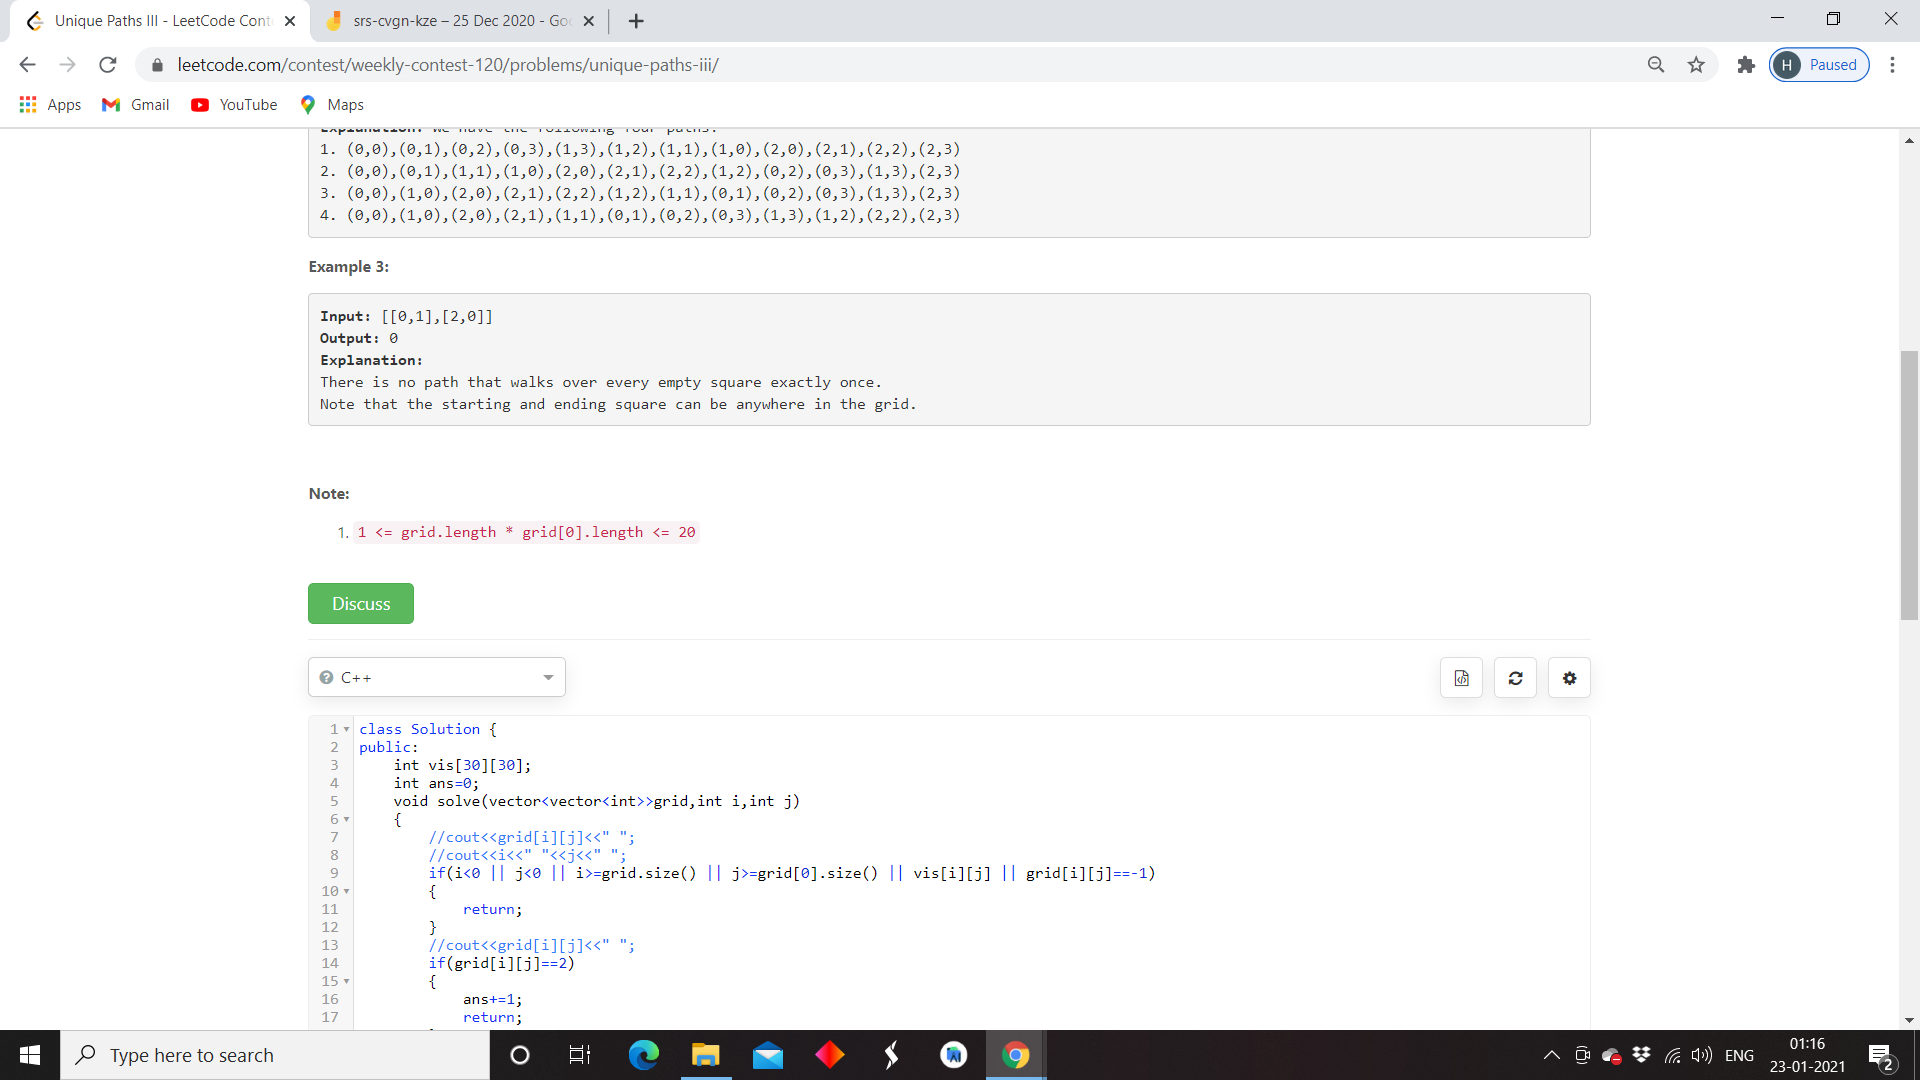 Unique Paths III - LeetCode Cont
srs-cvgn-kze – 25 Dec 2020 - Goo
leetcode.com/contest/weekly-contest-120/problems/unique-paths-iii/
H Paused
Apps
Gmail
YouTube
Maps
Explanation: We have the following four paths:
1. (0,0),(0,1),(0,2),(0,3),(1,3),(1,2),(1,1),(1,0),(2,0),(2,1),(2,2),(2,3)
2. (0,0),(0,1),(1,1),(1,0),(2,0),(2,1),(2,2),(1,2),(0,2),(0,3),(1,3),(2,3)
3. (0,0),(1,0),(2,0),(2,1),(2,2),(1,2),(1,1),(0,1),(0,2),(0,3),(1,3),(2,3)
4. (0,0),(1,0),(2,0),(2,1),(1,1),(0,1),(0,2),(0,3),(1,3),(1,2),(2,2),(2,3)
Example 3:
Input: [[0,1],[2,0]]
Output: 0
Explanation:
There is no path that walks over every empty square exactly once.
Note that the starting and ending square can be anywhere in the grid.
Note:
1. 1 <= grid.length * grid[0].length <= 20
Discuss
C++
1 class Solution {
2 public:
3 int vis[30][30];
4 int ans=0;
5 void solve(vector<vector<int>>grid,int i,int j)
6 {
7 //cout<<grid[i][j]<<" ";
8 //cout<<i<<" "<<j<<" ";
9 if(i<0 || j<0 || i>=grid.size() || j>=grid[0].size() || vis[i][j] || grid[i][j]==-1)
10 {
11 return;
12 }
13 //cout<<grid[i][j]<<" ";
14 if(grid[i][j]==2)
15 {
16 ans+=1;
17 return;
Type here to search
ENG
01:16
23-01-2021
2